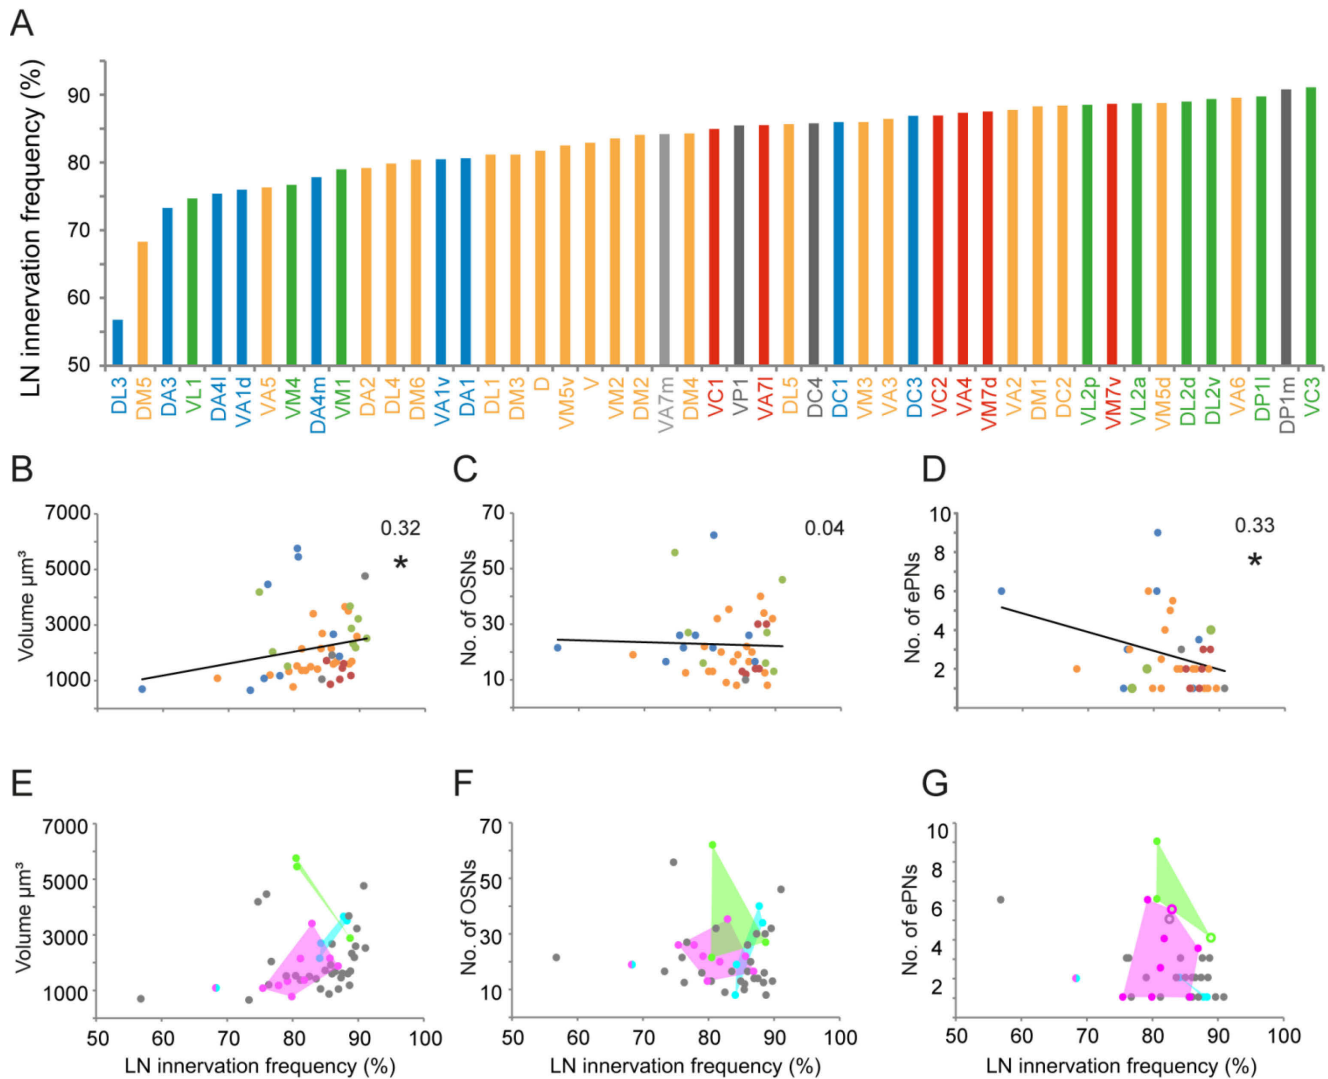 A
LN innervation frequency (%)
90
80
70
60
50
DL3 DM5 DA3 VL1 DA4l VA1d VA5 VM4 DA4m VM1 DA2 DL4 DM6 VA1v DA1 DL1 DM3 D VM5v V VM2 DM2 VA7m DM4 VC1 VP1 VA7l DL5 DC4 DC1 VM3 VA3 DC3 VC2 VA4 VM7d VA2 DM1 DC2 VL2p VM7v VL2a VM5d DL2d DL2v VA6 DP1l DP1m VC3
B
Volume µm³
7000
5000
3000
1000
0.32
*
C
No. of OSNs
70
50
30
10
0.04
D
No. of ePNs
10
8
6
4
2
0.33
*
E
Volume µm³
7000
5000
3000
1000
50 60 70 80 90 100
LN innervation frequency (%)
F
No. of OSNs
70
50
30
10
50 60 70 80 90 100
LN innervation frequency (%)
G
No. of ePNs
10
8
6
4
2
50 60 70 80 90 100
LN innervation frequency (%)